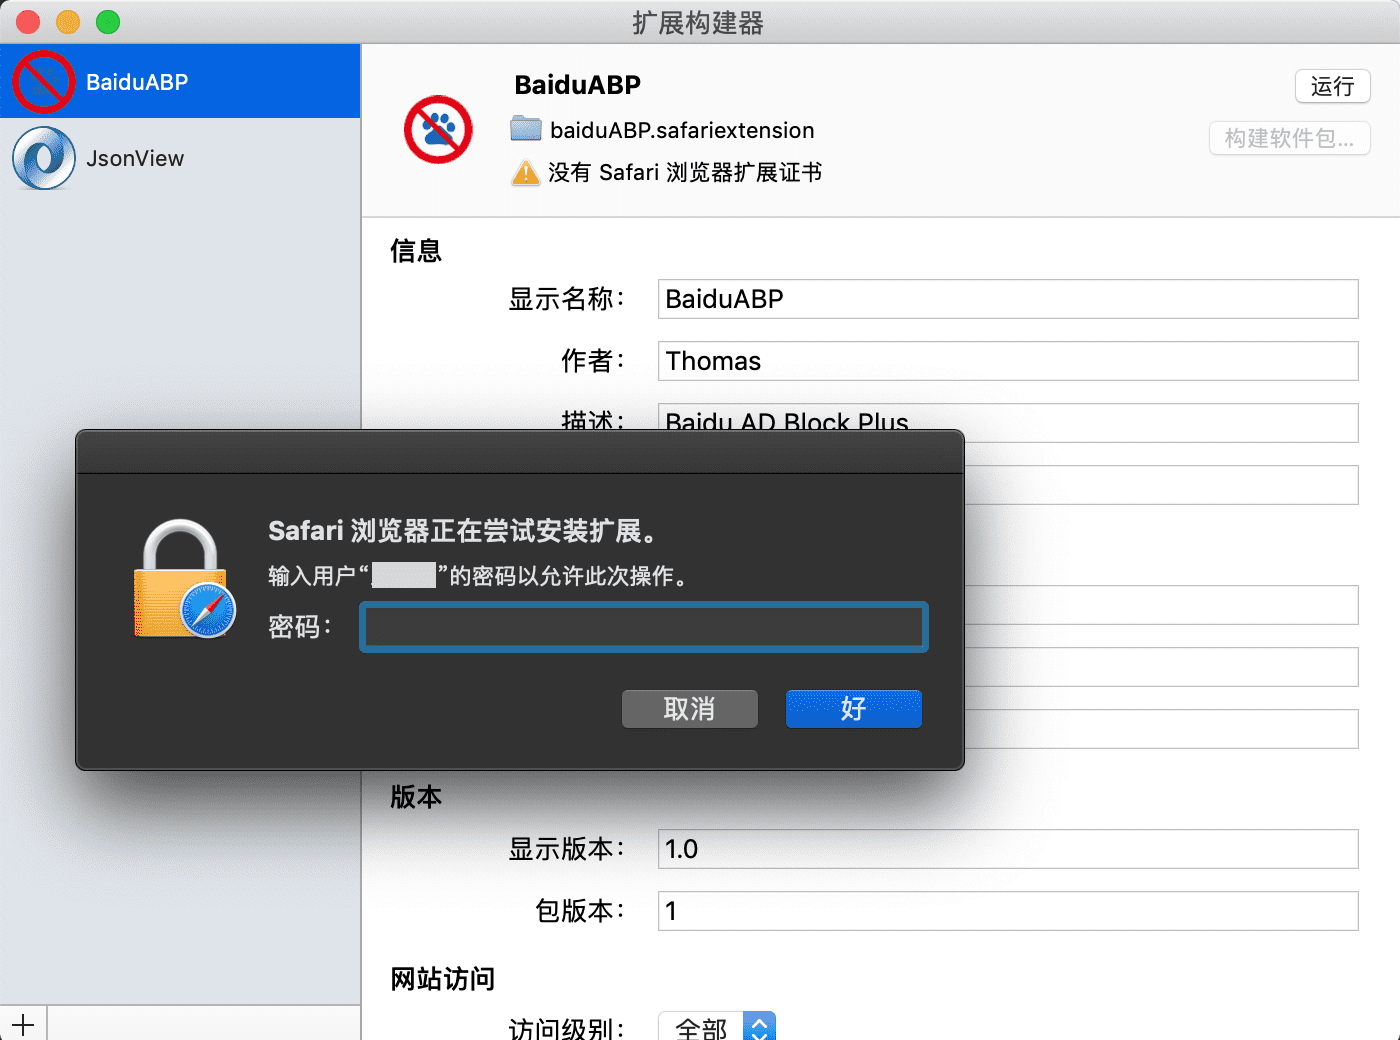 扩展构建器
BaiduABP
JsonView
BaiduABP
baiduABP.safariextension
没有 Safari 浏览器扩展证书
运行
构建软件包...
信息
显示名称: BaiduABP
作者: Thomas
描述: Baidu AD Block Plus
Safari 浏览器正在尝试安装扩展。
输入用户“ ”的密码以允许此次操作。
密码:
取消
好
版本
显示版本: 1.0
包版本: 1
网站访问
访问级别: 全部